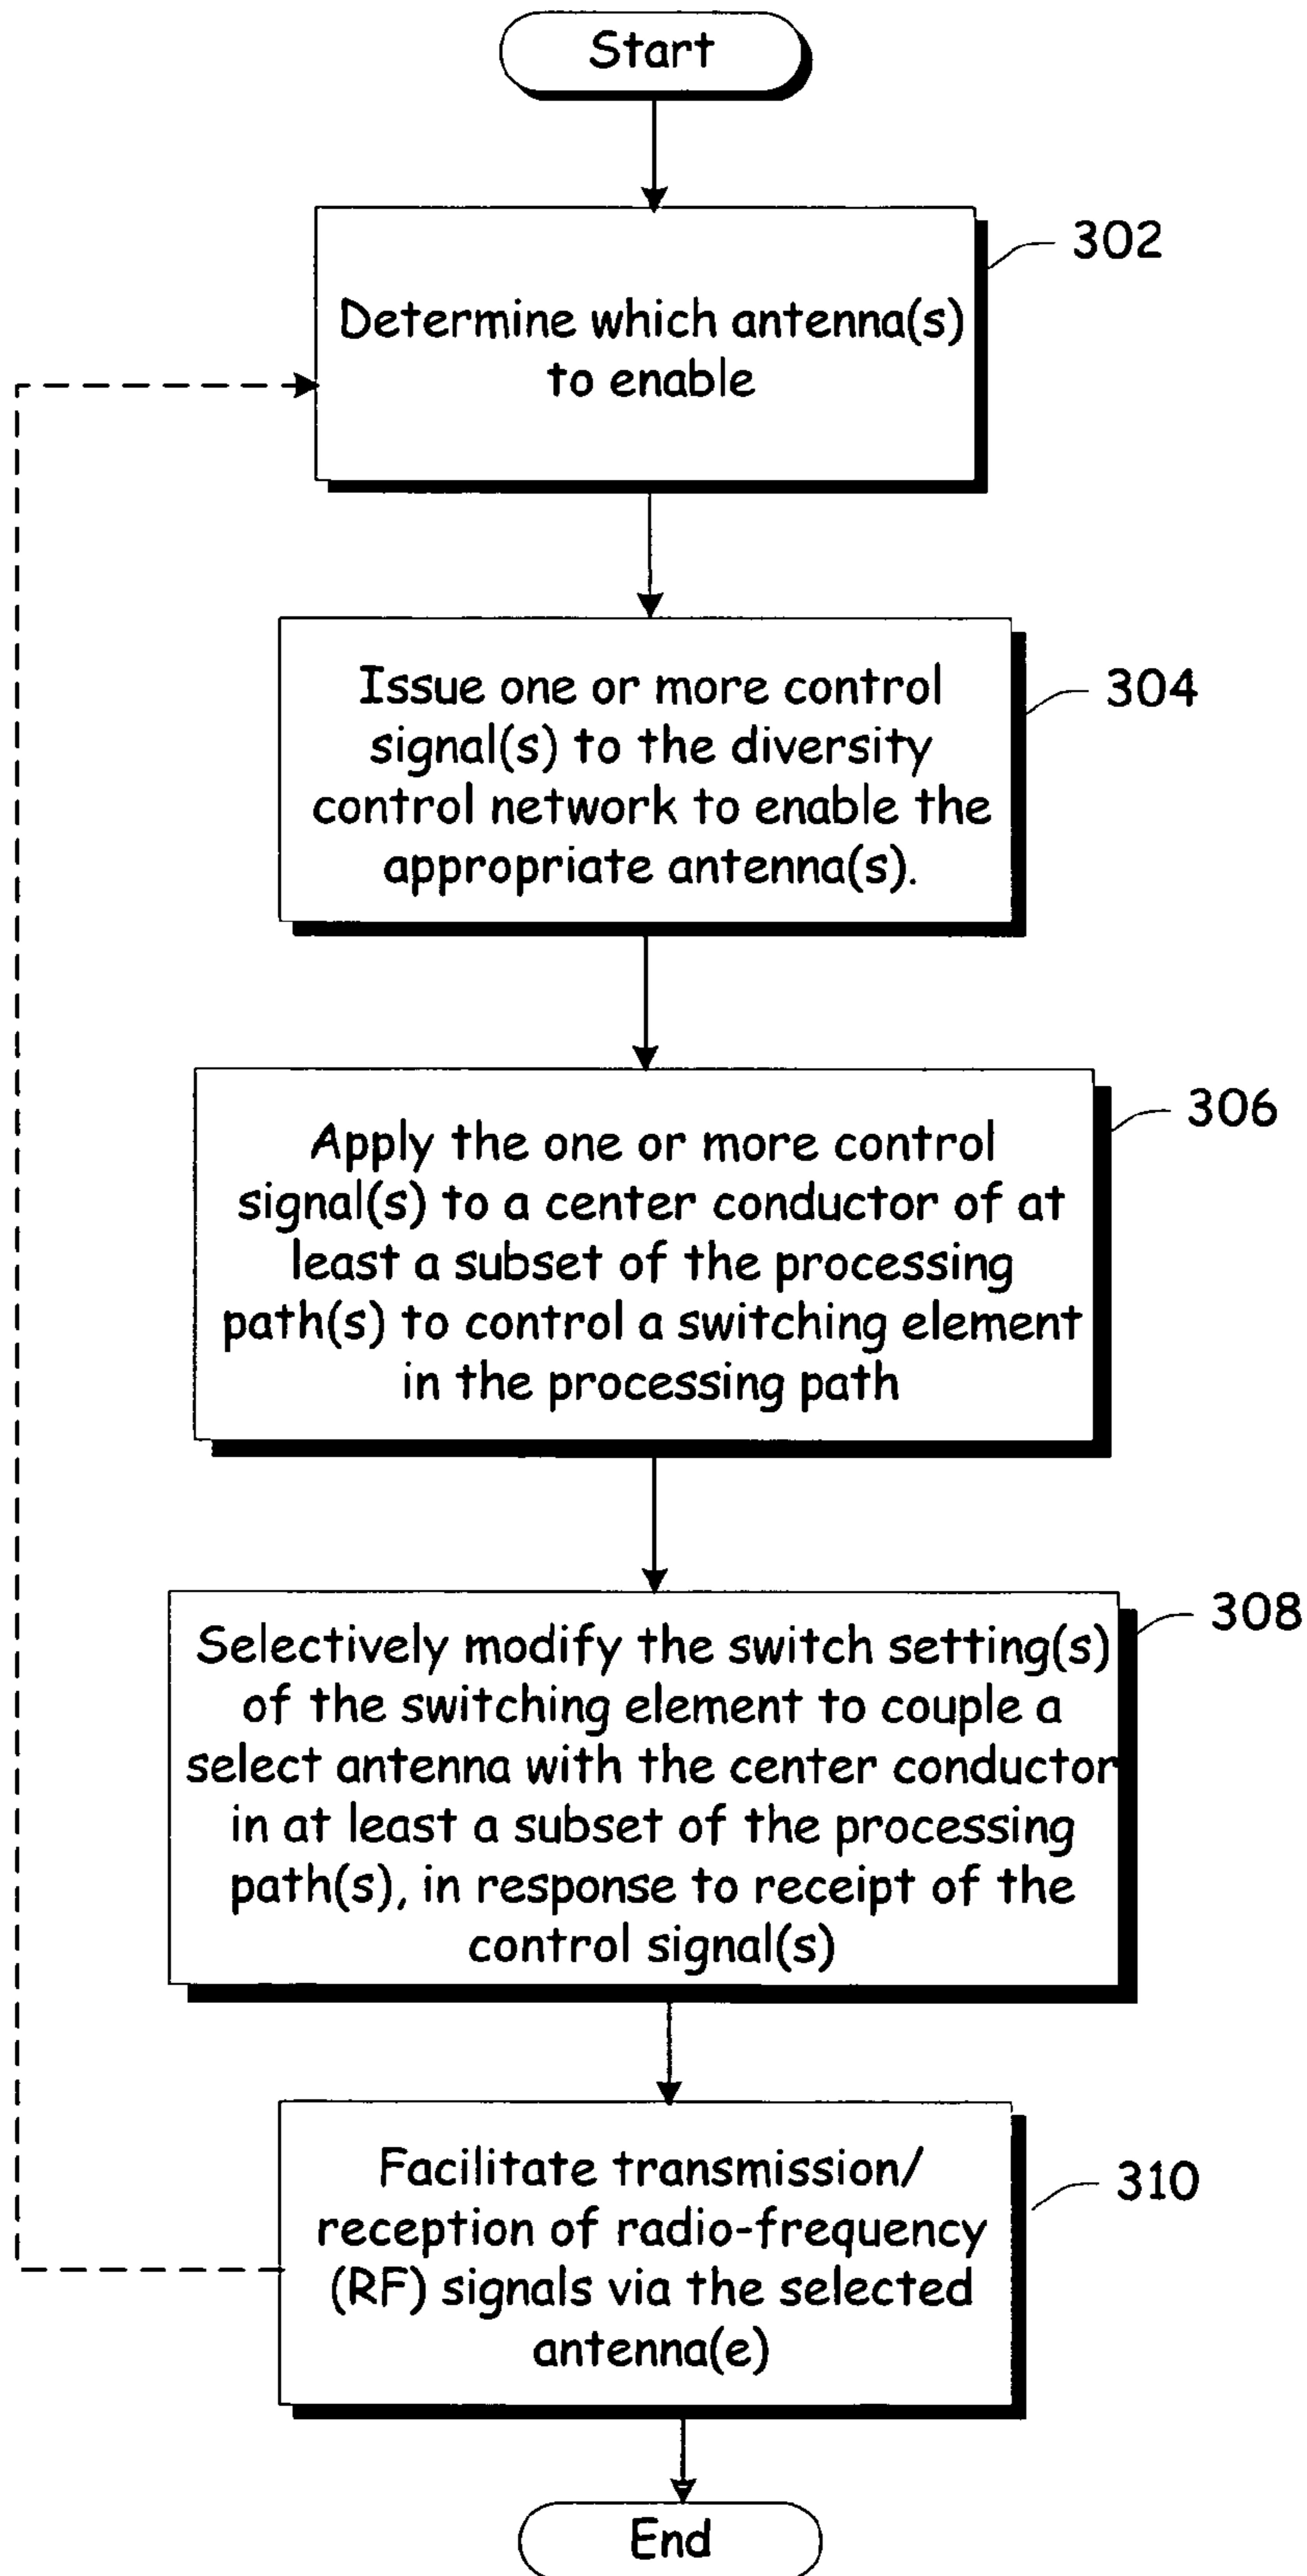 Start
302
Determine which antenna(s)
to enable
304
Issue one or more control
signal(s) to the diversity
control network to enable the
appropriate antenna(s).
306
Apply the one or more control
signal(s) to a center conductor of at
least a subset of the processing
path(s) to control a switching element
in the processing path
308
Selectively modify the switch setting(s)
of the switching element to couple a
select antenna with the center conductor
in at least a subset of the processing
path(s), in response to receipt of the
control signal(s)
310
Facilitate transmission/
reception of radio-frequency
(RF) signals via the selected
antenna(e)
End